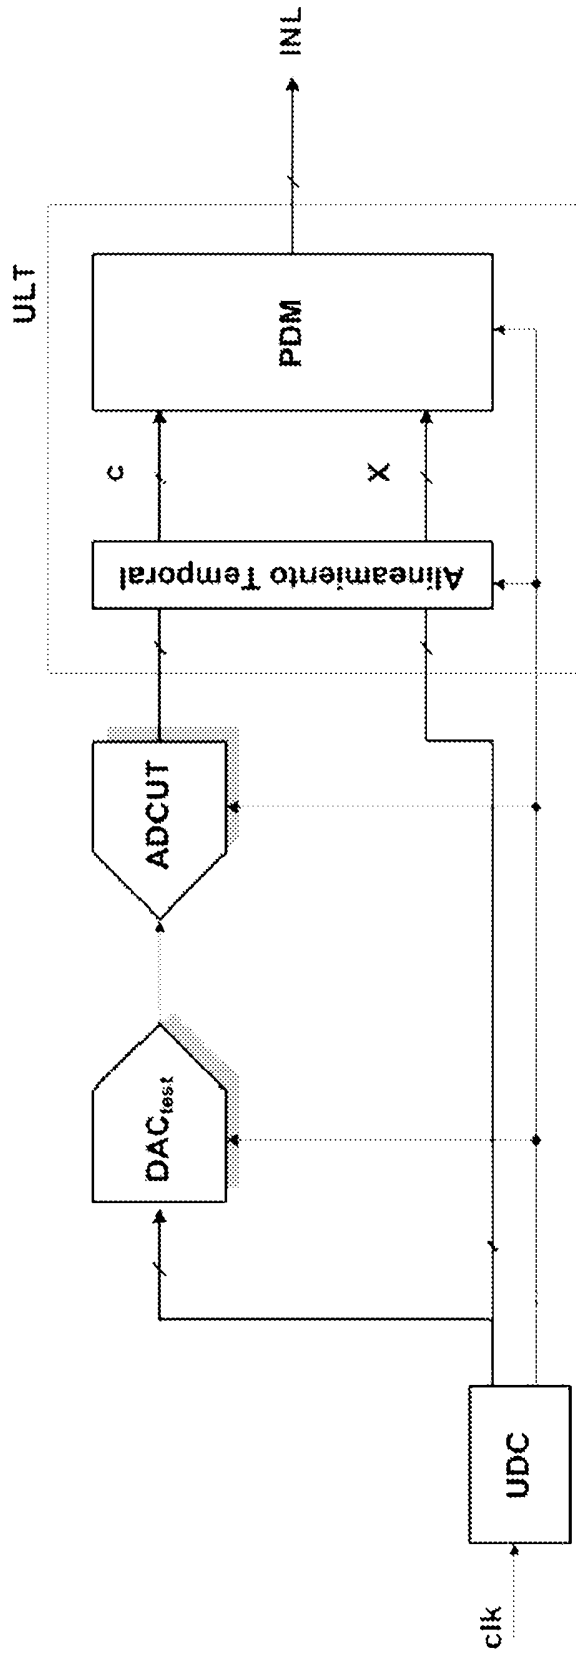 clk
UDC
DACtest
ADCUT
Alineamiento Temporal
c
X
PDM
ULT
INL